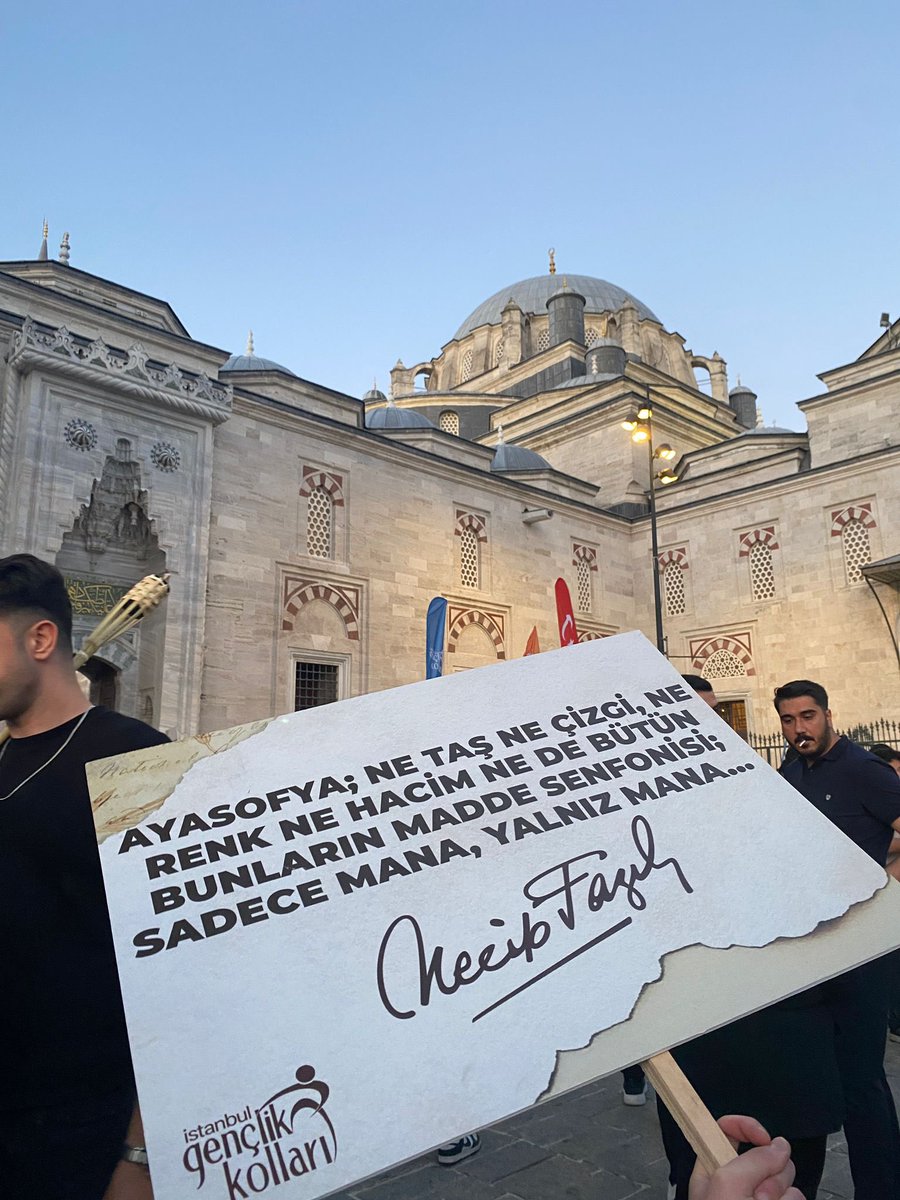 AYASOFYA; NE TAŞ NE ÇİZGİ, NE
RENK NE HACİM NE DE BÜTÜN
BUNLARIN MADDE SENFONİSİ;
SADECE MANA, YALNIZ MANA...
Necip Fazıl
istanbul
gençlik
kolları